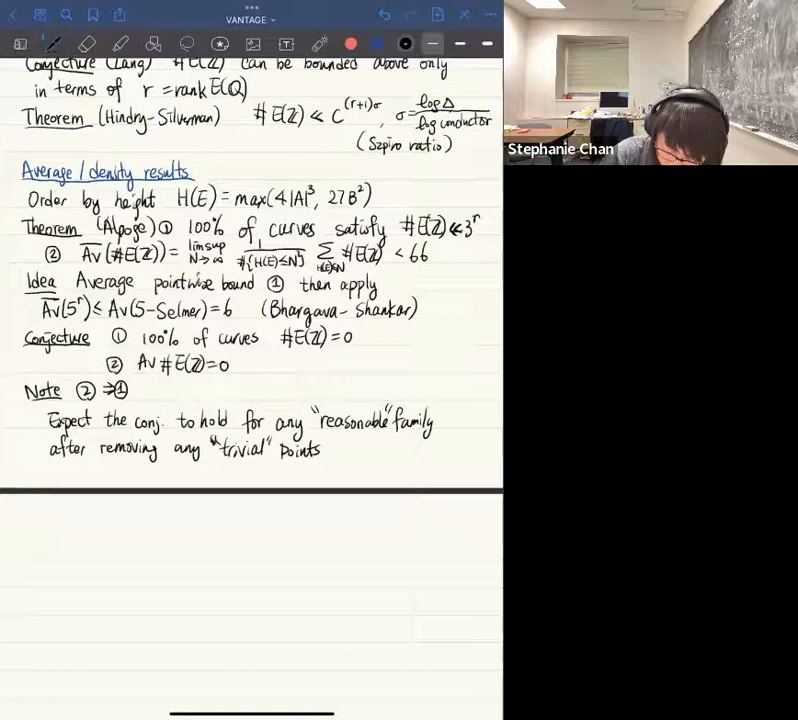 VANTAGE
Conjecture (Lang) #E(ℤ) can be bounded above only
in terms of r = rank E(ℚ)
Theorem (Hindry-Silverman) #E(ℤ) ≪ C^{(r+1)σ}, σ = log Δ / log conductor
(Szpiro ratio)
Average/density results
Order by height H(E) = max(4|A|³, 27B²)
Theorem (Alpoge) ① 100% of curves satisfy #E(ℤ) ≪ 3^r
② Av(#E(ℤ)) = limsup_{N→∞} 1/#{H(E)≤N} Σ_{H(E)≤N} #E(ℤ) < 66
Idea Average pointwise bound ① then apply
Av(5^r) ≤ Av(5-Selmer) = 6 (Bhargava-Shankar)
Conjecture ① 100% of curves #E(ℤ) = 0
② Av #E(ℤ) = 0
Note ② ⇒ ①
Expect the conj. to hold for any "reasonable" family
after removing any "trivial" points
Stephanie Chan